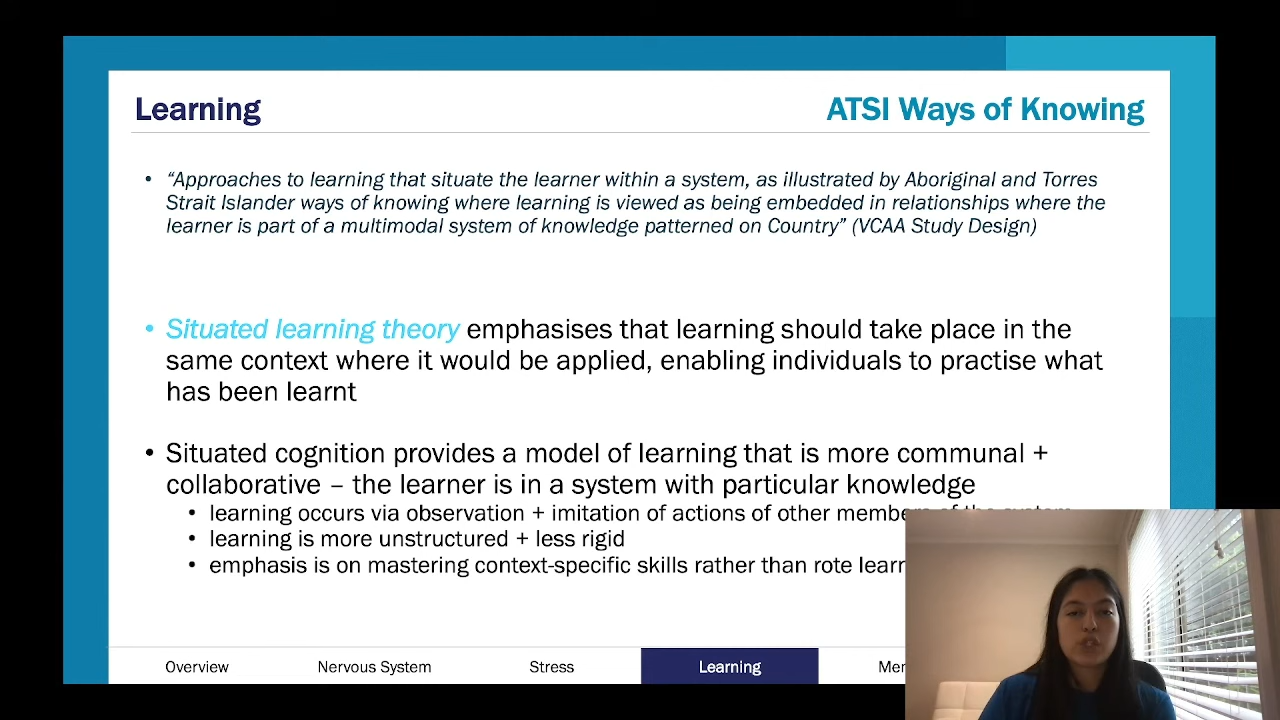 Learning
ATSI Ways of Knowing
• “Approaches to learning that situate the learner within a system, as illustrated by Aboriginal and Torres
Strait Islander ways of knowing where learning is viewed as being embedded in relationships where the
learner is part of a multimodal system of knowledge patterned on Country” (VCAA Study Design)
• Situated learning theory emphasises that learning should take place in the
same context where it would be applied, enabling individuals to practise what
has been learnt
• Situated cognition provides a model of learning that is more communal +
collaborative – the learner is in a system with particular knowledge
• learning occurs via observation + imitation of actions of other members of the system
• learning is more unstructured + less rigid
• emphasis is on mastering context-specific skills rather than rote
Overview
Nervous System
Stress
Learning